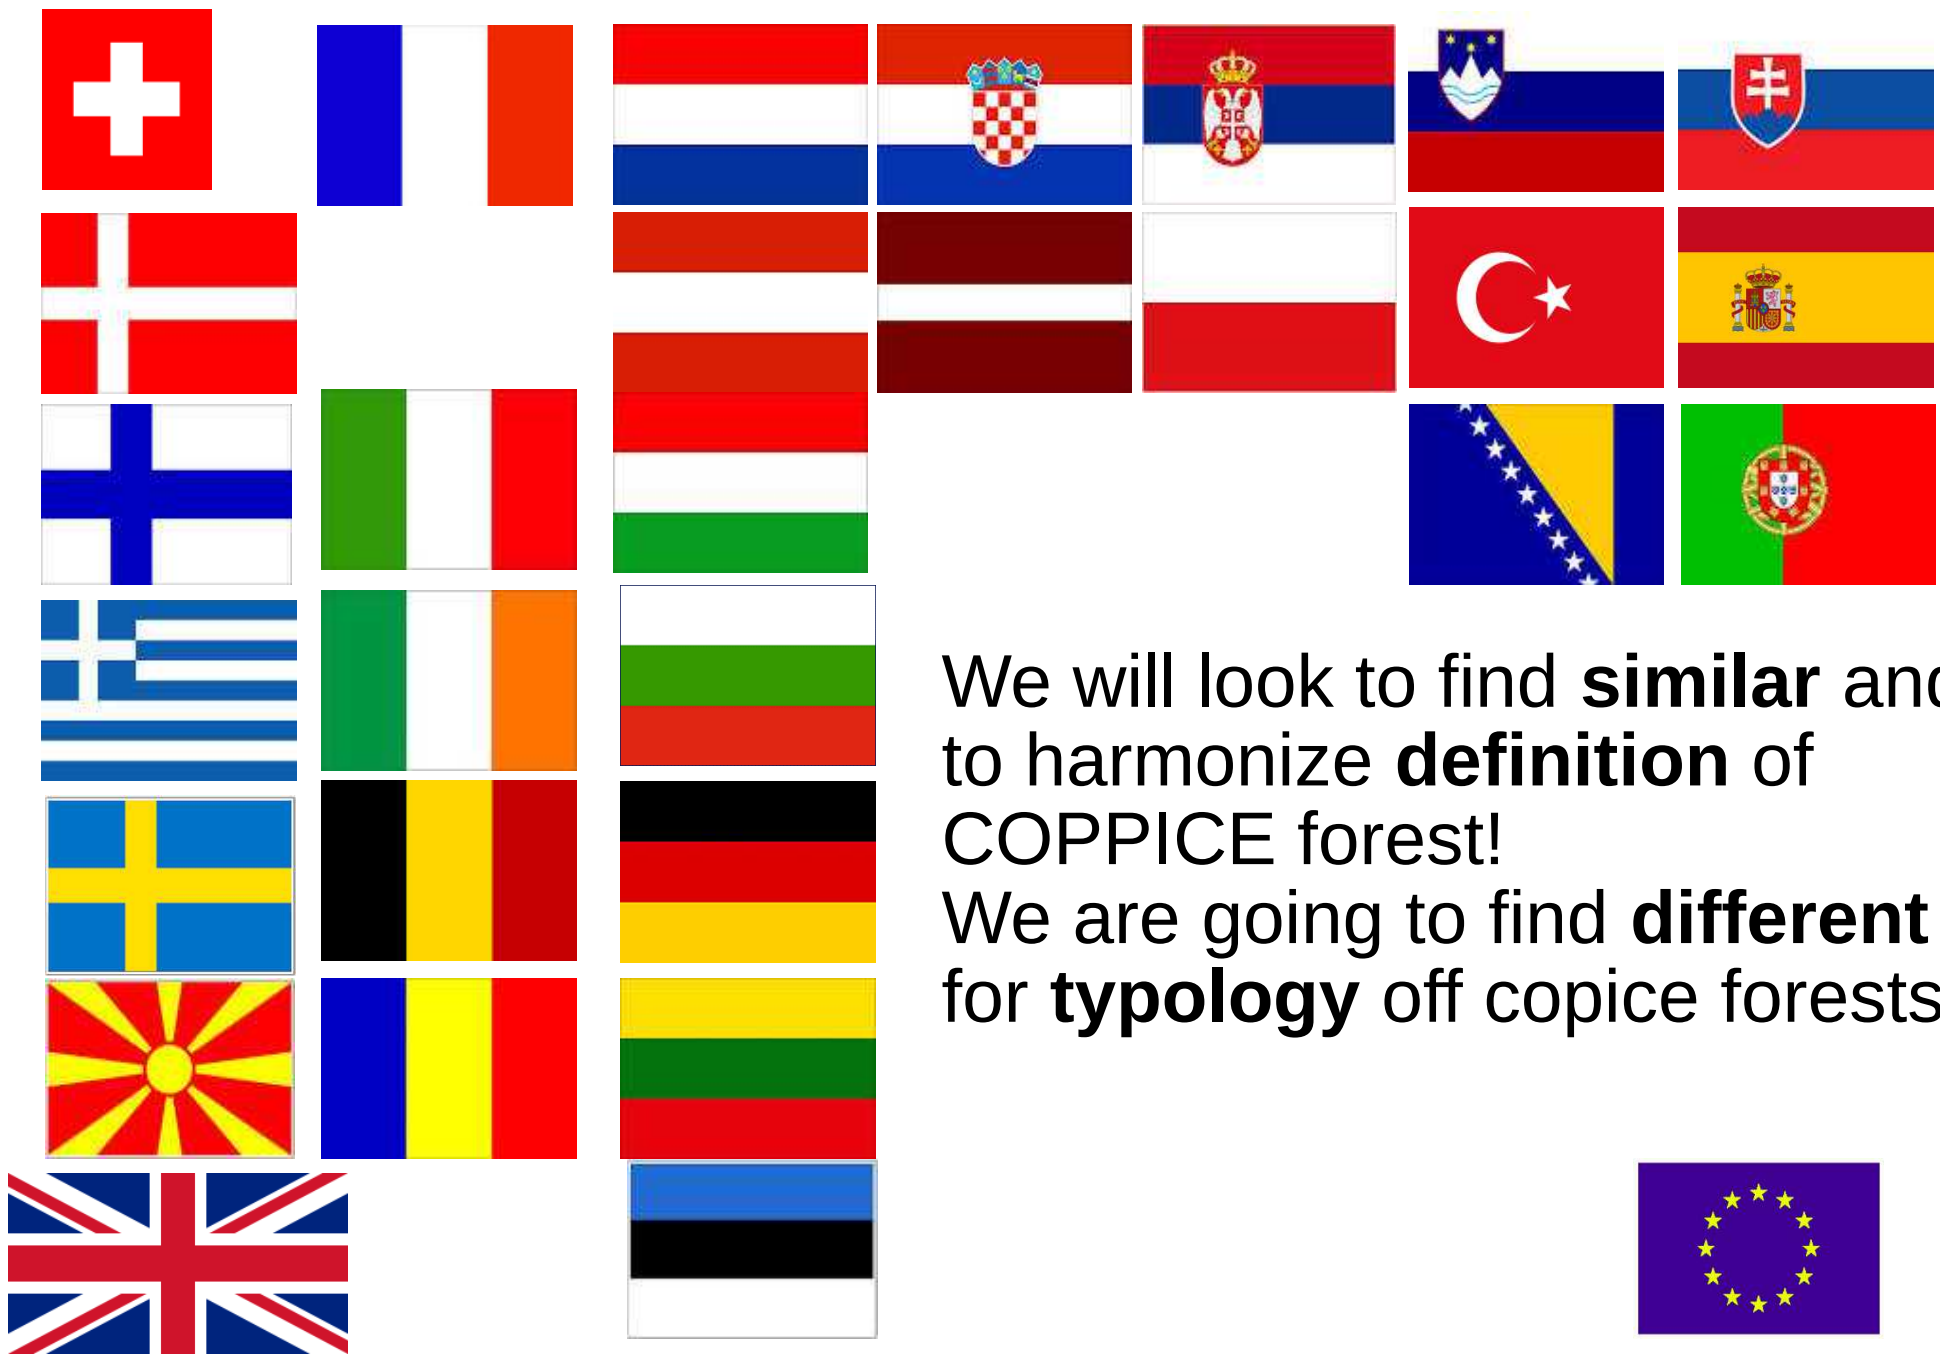 We will look to find similar and
to harmonize definition of
COPPICE forest!
We are going to find different
for typology off copice forests